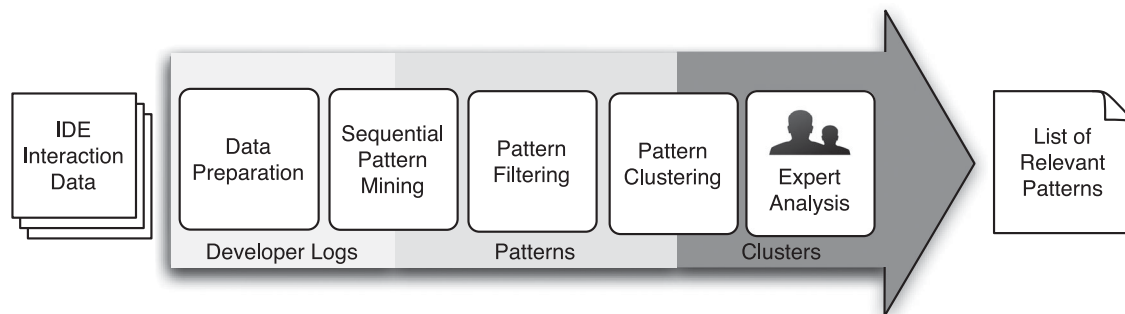 IDE
Interaction
Data
Data
Preparation
Sequential
Pattern
Mining
Pattern
Filtering
Pattern
Clustering
Expert
Analysis
Developer Logs
Patterns
Clusters
List of
Relevant
Patterns